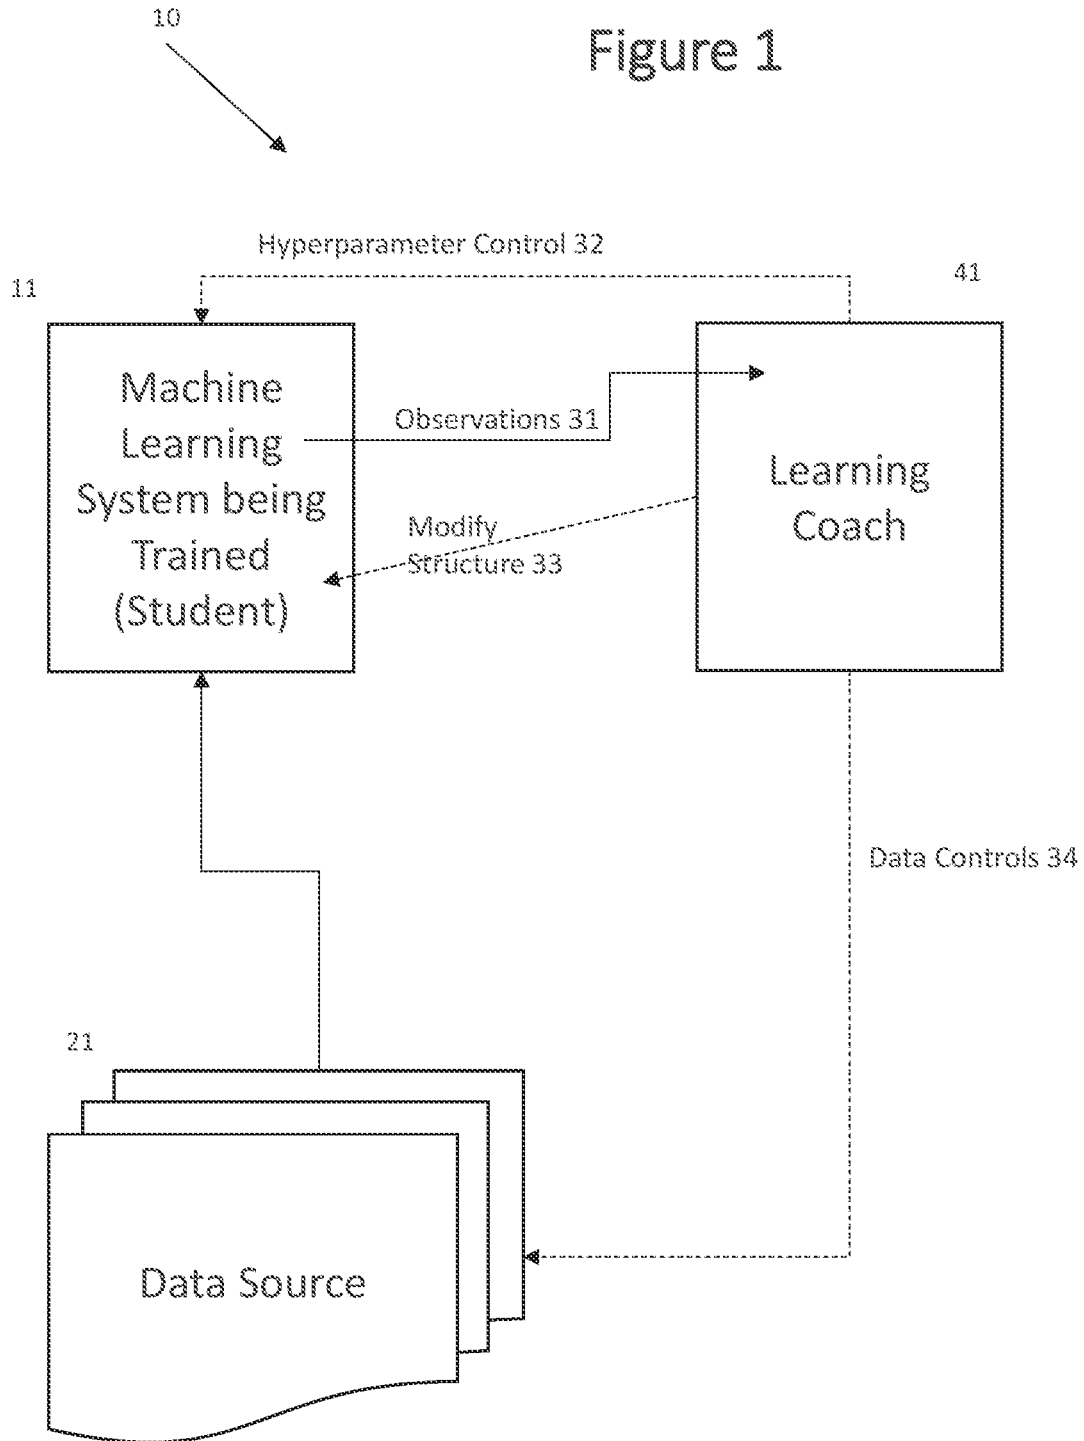 10
Figure 1
Hyperparameter Control 32
11
41
Machine
Learning
System being
Trained
(Student)
Observations 31
Modify
Structure 33
Learning
Coach
Data Controls 34
21
Data Source